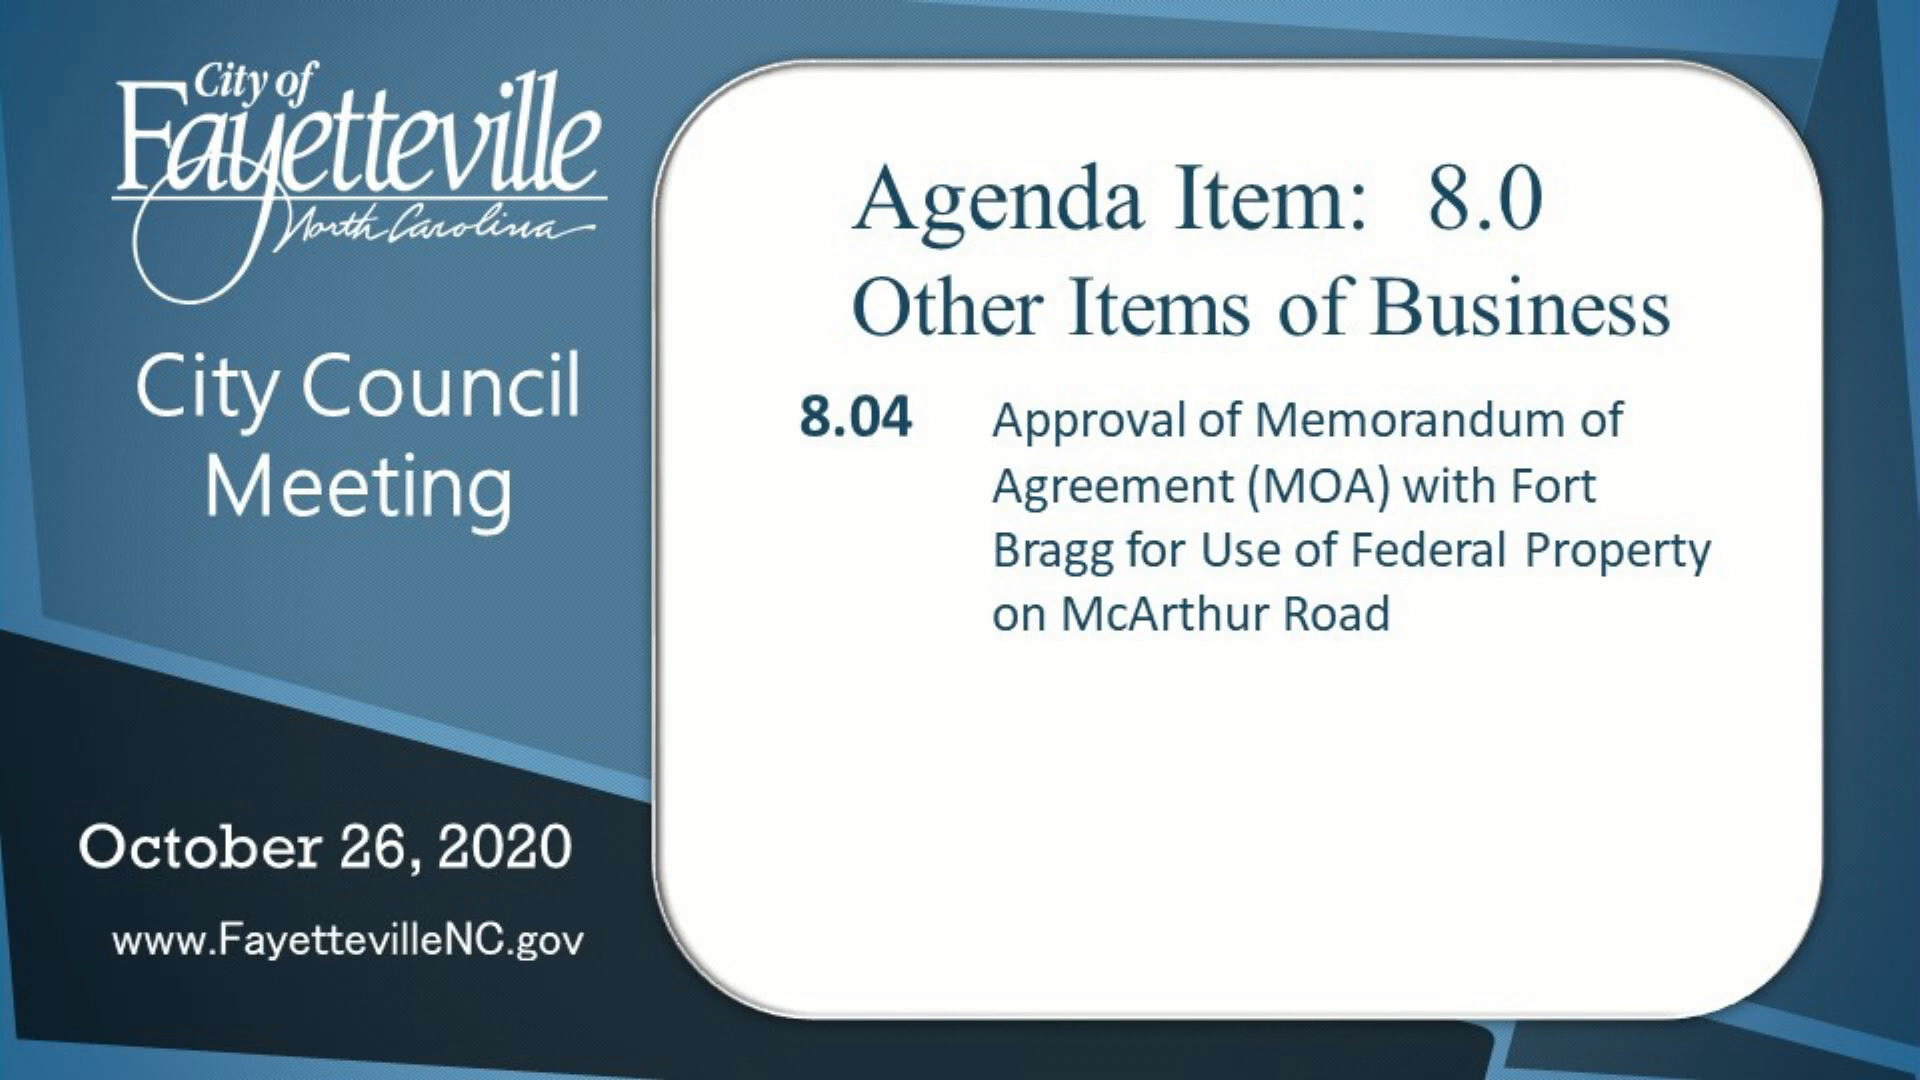 City of
Fayetteville
North Carolina
City Council
Meeting
October 26, 2020
www.FayettevilleNC.gov
Agenda Item: 8.0
Other Items of Business
8.04 Approval of Memorandum of
Agreement (MOA) with Fort
Bragg for Use of Federal Property
on McArthur Road